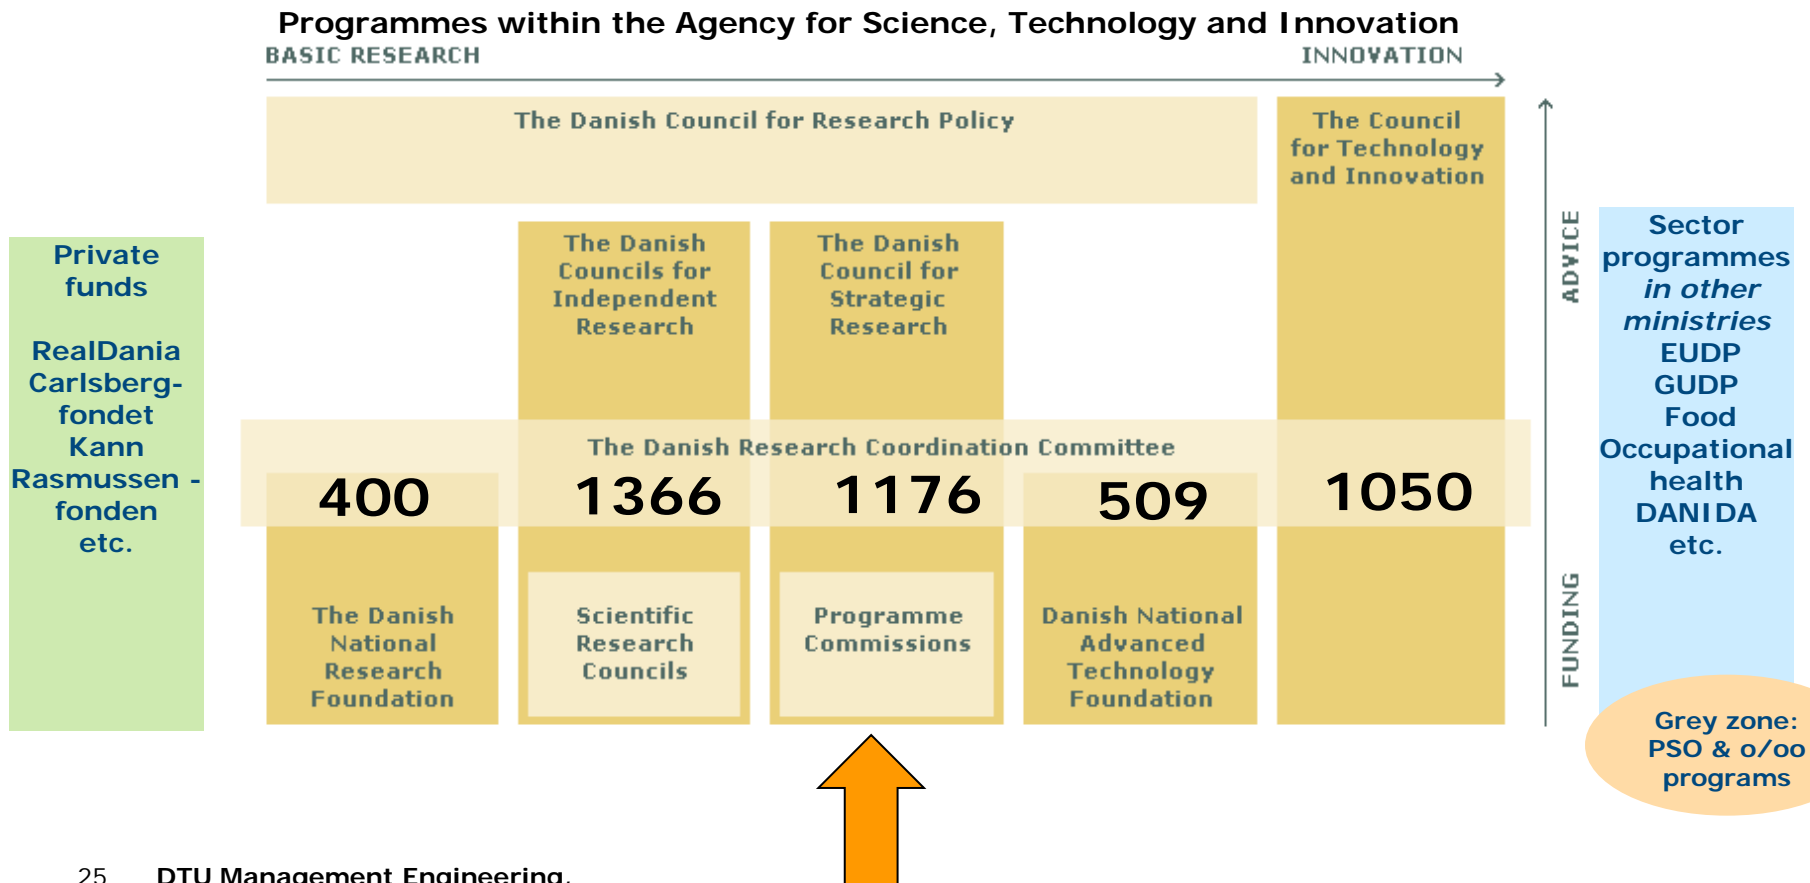 Programmes within the Agency for Science, Technology and Innovation
BASIC RESEARCH
INNOVATION
The Danish Council for Research Policy
The Council
for Technology
and Innovation
The Danish
Councils for
Independent
Research
The Danish
Council for
Strategic
Research
ADVICE
Private
funds
RealDania
Carlsberg-
fondet
Kann
Rasmussen -
fonden
etc.
Sector
programmes
in other
ministries
EUDP
GUDP
Food
Occupational
health
DANIDA
etc.
The Danish Research Coordination Committee
400
1366
1176
509
1050
The Danish
National
Research
Foundation
Scientific
Research
Councils
Programme
Commissions
Danish National
Advanced
Technology
Foundation
FUNDING
Grey zone:
PSO & o/oo
programs
25 DTU Management Engineering,